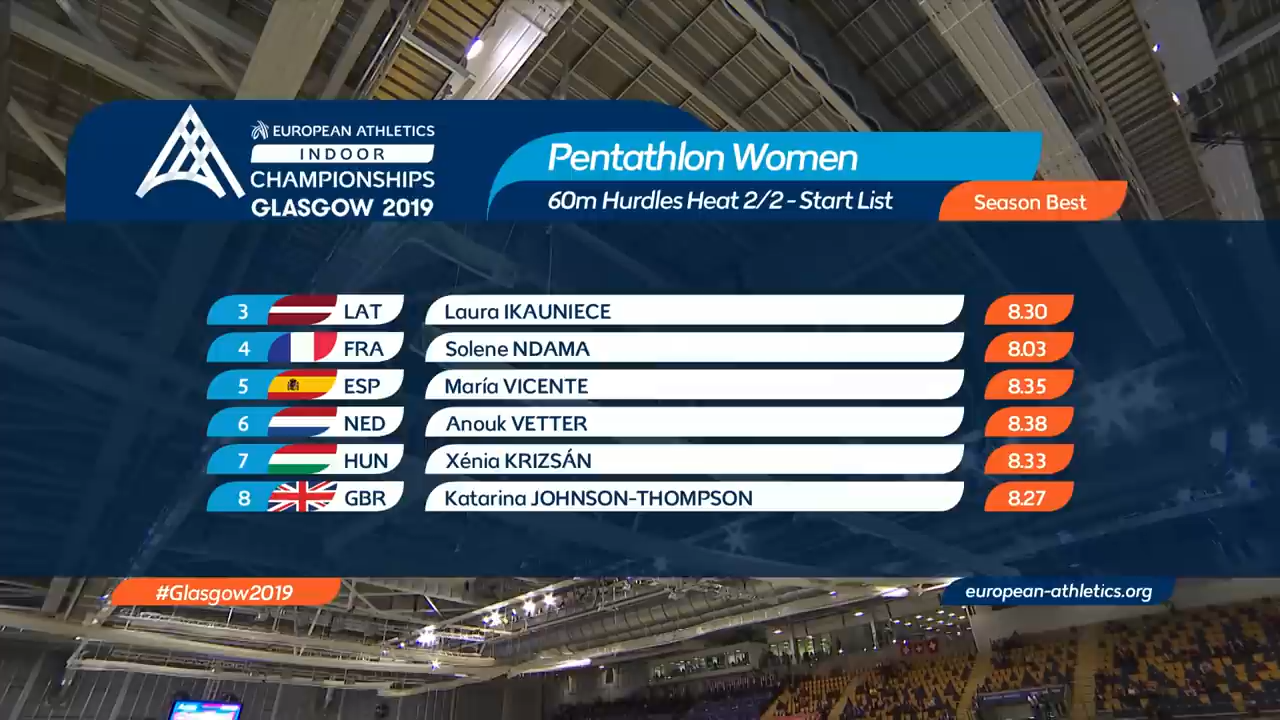 EUROPEAN ATHLETICS
INDOOR
CHAMPIONSHIPS
GLASGOW 2019
Pentathlon Women
60m Hurdles Heat 2/2 - Start List
Season Best
3 LAT Laura IKAUNIECE 8.30
4 FRA Solene NDAMA 8.03
5 ESP María VICENTE 8.35
6 NED Anouk VETTER 8.38
7 HUN Xénia KRIZSÁN 8.33
8 GBR Katarina JOHNSON-THOMPSON 8.27
#Glasgow2019
european-athletics.org